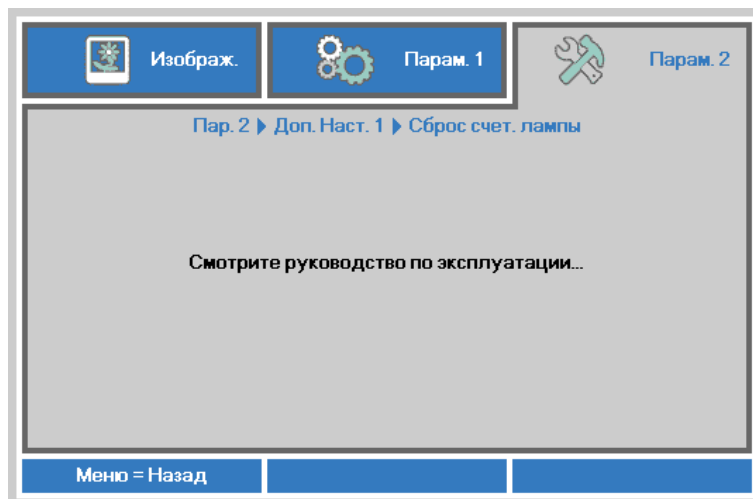 Изображ.
Парам. 1
Парам. 2
Пар. 2 ▶ Доп. Наст. 1 ▶ Сброс счет. лампы
Смотрите руководство по эксплуатации...
Меню = Назад